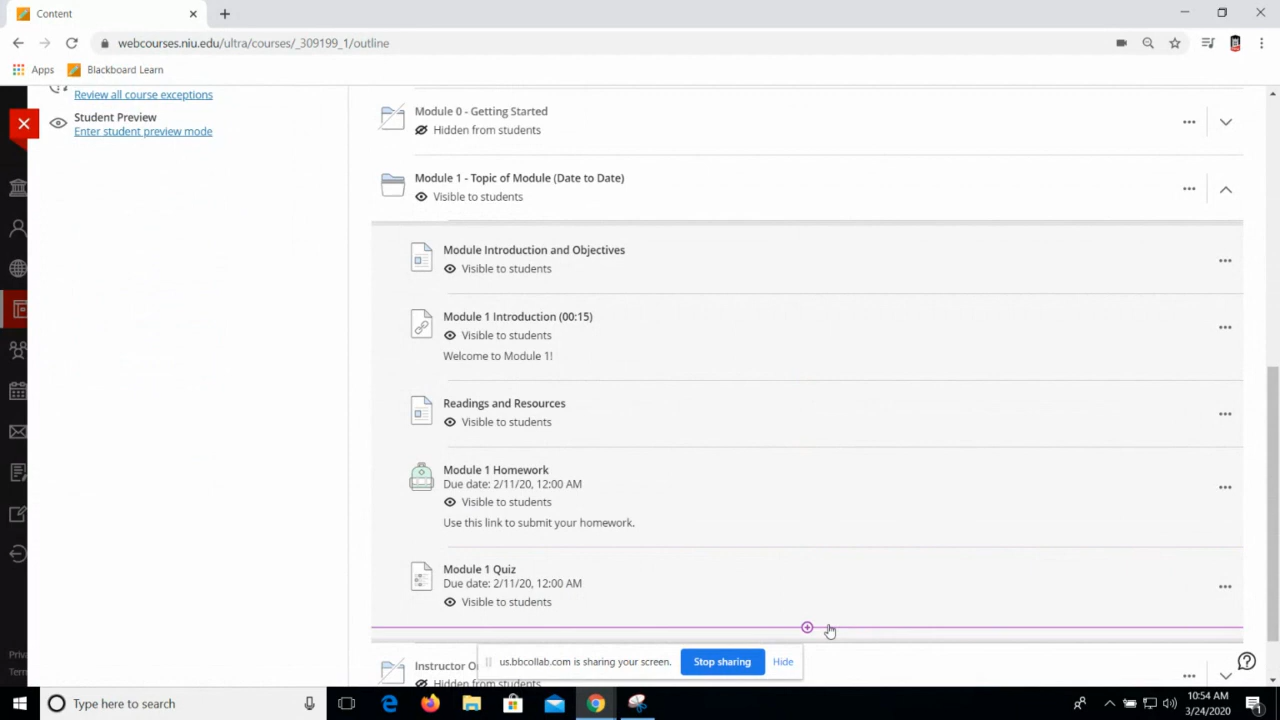 Content
webcourses.niu.edu/ultra/courses/_309199_1/outline
Apps
Blackboard Learn
Review all course exceptions
Student Preview
Enter student preview mode
Module 0 - Getting Started
Hidden from students
Module 1 - Topic of Module (Date to Date)
Visible to students
Module Introduction and Objectives
Visible to students
Module 1 Introduction (00:15)
Visible to students
Welcome to Module 1!
Readings and Resources
Visible to students
Module 1 Homework
Due date: 2/11/20, 12:00 AM
Visible to students
Use this link to submit your homework.
Module 1 Quiz
Due date: 2/11/20, 12:00 AM
Visible to students
Instructor
Hidden from students
us.bbcollab.com is sharing your screen.
Stop sharing
Hide
Type here to search
10:54 AM
3/24/2020
1